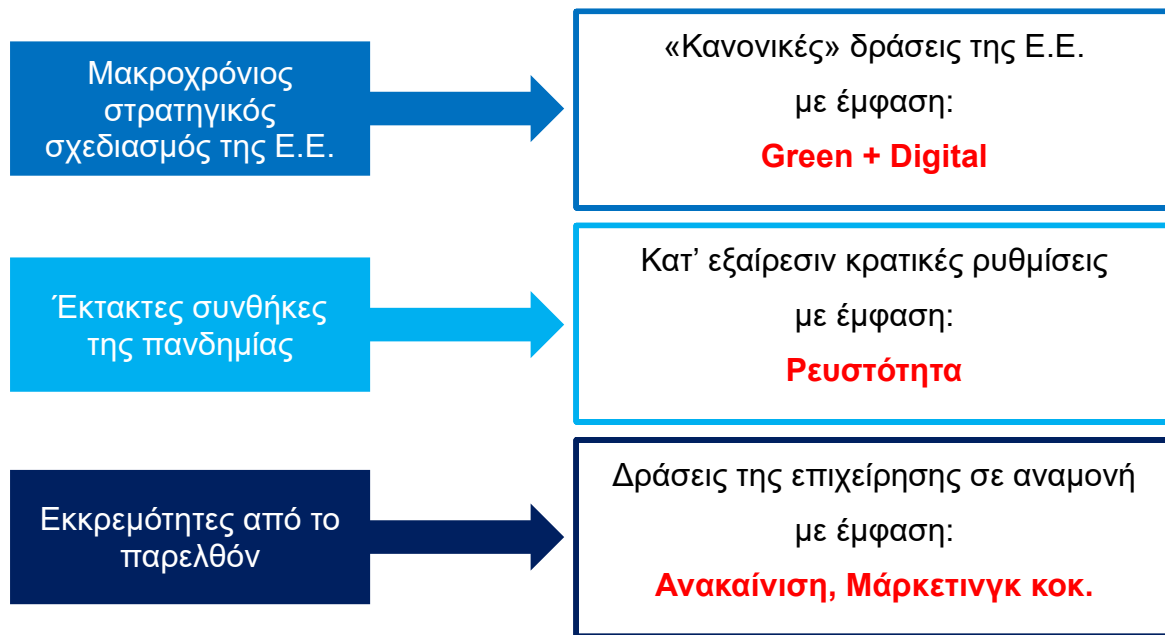 Μακροχρόνιος
στρατηγικός
σχεδιασμός της Ε.Ε.
«Κανονικές» δράσεις της Ε.Ε.
με έμφαση:
Green + Digital
Έκτακτες συνθήκες
της πανδημίας
Κατ’ εξαίρεσιν κρατικές ρυθμίσεις
με έμφαση:
Ρευστότητα
Εκκρεμότητες από το
παρελθόν
Δράσεις της επιχείρησης σε αναμονή
με έμφαση:
Ανακαίνιση, Μάρκετινγκ κοκ.